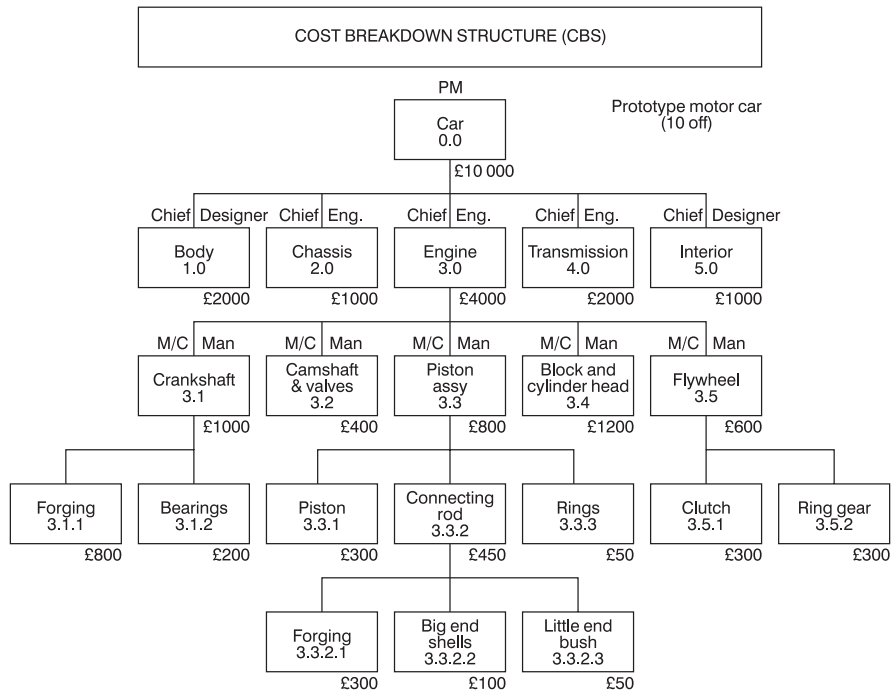 COST BREAKDOWN STRUCTURE (CBS)
PM
Prototype motor car
(10 off)
Car
0.0
£10 000
Chief Designer
Chief Eng.
Chief Eng.
Chief Eng.
Chief Designer
Body
1.0
Chassis
2.0
Engine
3.0
Transmission
4.0
Interior
5.0
£2000
£1000
£4000
£2000
£1000
M/C Man
M/C Man
M/C Man
M/C Man
M/C Man
Crankshaft
3.1
Camshaft
& valves
3.2
Piston
assy
3.3
Block and
cylinder head
3.4
Flywheel
3.5
£1000
£400
£800
£1200
£600
Forging
3.1.1
Bearings
3.1.2
Piston
3.3.1
Connecting
rod
3.3.2
Rings
3.3.3
Clutch
3.5.1
Ring gear
3.5.2
£800
£200
£300
£450
£50
£300
£300
Forging
3.3.2.1
Big end
shells
3.3.2.2
Little end
bush
3.3.2.3
£300
£100
£50